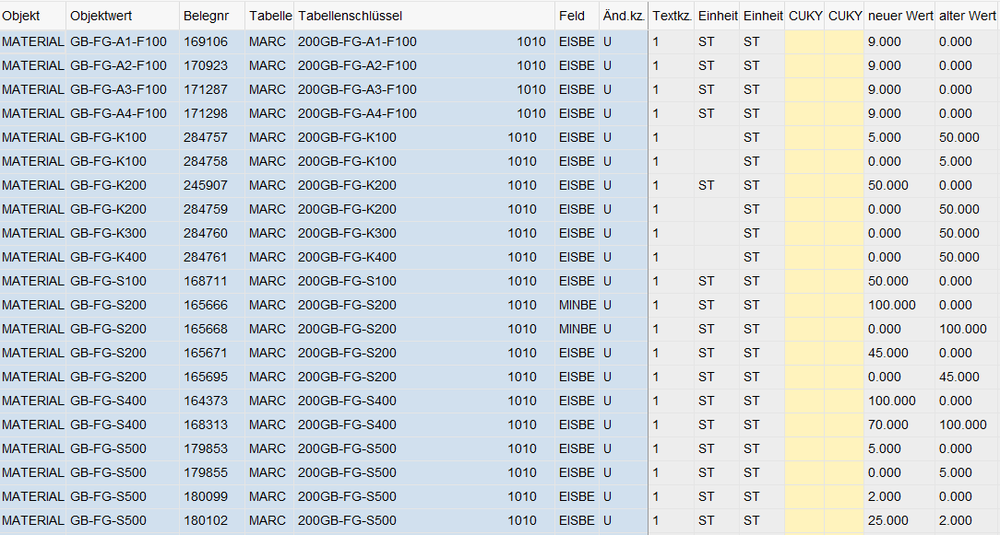 Objekt Objektwert Belegnr Tabelle Tabellenschlüssel Feld Änd.kz. Textkz. Einheit Einheit CUKY CUKY neuer Wert alter Wert
MATERIAL GB-FG-A1-F100 169106 MARC 200GB-FG-A1-F100 1010 EISBE U 1 ST ST 9.000 0.000
MATERIAL GB-FG-A2-F100 170923 MARC 200GB-FG-A2-F100 1010 EISBE U 1 ST ST 9.000 0.000
MATERIAL GB-FG-A3-F100 171287 MARC 200GB-FG-A3-F100 1010 EISBE U 1 ST ST 9.000 0.000
MATERIAL GB-FG-A4-F100 171298 MARC 200GB-FG-A4-F100 1010 EISBE U 1 ST ST 9.000 0.000
MATERIAL GB-FG-K100 284757 MARC 200GB-FG-K100 1010 EISBE U 1 ST 5.000 50.000
MATERIAL GB-FG-K100 284758 MARC 200GB-FG-K100 1010 EISBE U 1 ST 0.000 5.000
MATERIAL GB-FG-K200 245907 MARC 200GB-FG-K200 1010 EISBE U 1 ST ST 50.000 0.000
MATERIAL GB-FG-K200 284759 MARC 200GB-FG-K200 1010 EISBE U 1 ST 0.000 50.000
MATERIAL GB-FG-K300 284760 MARC 200GB-FG-K300 1010 EISBE U 1 ST 0.000 50.000
MATERIAL GB-FG-K400 284761 MARC 200GB-FG-K400 1010 EISBE U 1 ST 0.000 50.000
MATERIAL GB-FG-S100 168711 MARC 200GB-FG-S100 1010 EISBE U 1 ST ST 50.000 0.000
MATERIAL GB-FG-S200 165666 MARC 200GB-FG-S200 1010 MINBE U 1 ST ST 100.000 0.000
MATERIAL GB-FG-S200 165668 MARC 200GB-FG-S200 1010 MINBE U 1 ST ST 0.000 100.000
MATERIAL GB-FG-S200 165671 MARC 200GB-FG-S200 1010 EISBE U 1 ST ST 45.000 0.000
MATERIAL GB-FG-S200 165695 MARC 200GB-FG-S200 1010 EISBE U 1 ST ST 0.000 45.000
MATERIAL GB-FG-S400 164373 MARC 200GB-FG-S400 1010 EISBE U 1 ST ST 100.000 0.000
MATERIAL GB-FG-S400 168313 MARC 200GB-FG-S400 1010 EISBE U 1 ST ST 70.000 100.000
MATERIAL GB-FG-S500 179853 MARC 200GB-FG-S500 1010 EISBE U 1 ST ST 5.000 0.000
MATERIAL GB-FG-S500 179855 MARC 200GB-FG-S500 1010 EISBE U 1 ST ST 0.000 5.000
MATERIAL GB-FG-S500 180099 MARC 200GB-FG-S500 1010 EISBE U 1 ST ST 2.000 0.000
MATERIAL GB-FG-S500 180102 MARC 200GB-FG-S500 1010 EISBE U 1 ST ST 25.000 2.000